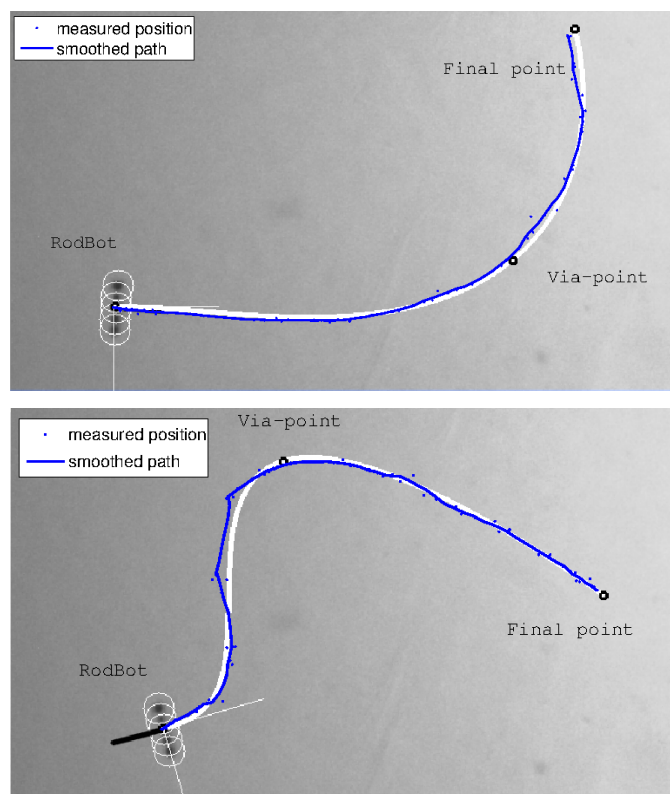 measured position
smoothed path
Final point
RodBot
Via-point
Via-point
measured position
smoothed path
Final point
RodBot